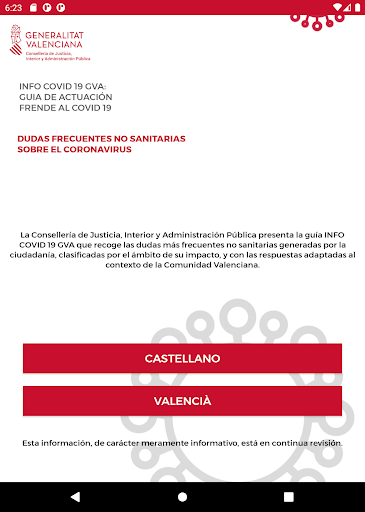 6:23
GENERALITAT
VALENCIANA
Conselleria de Justícia,
Interior y Administración Pública
INFO COVID 19 GVA:
GUIA DE ACTUACIÓN
FRENDE AL COVID 19
DUDAS FRECUENTES NO SANITARIAS
SOBRE EL CORONAVIRUS
La Consellería de Justicia, Interior y Administración Pública presenta la guía INFO
COVID 19 GVA que recoge las dudas más frecuentes no sanitarias generadas por la
ciudadanía, clasificadas por el ámbito de su impacto, y con las respuestas adaptadas al
contexto de la Comunidad Valenciana.
CASTELLANO
VALENCIÀ
Esta información, de carácter meramente informativo, está en continua revisión.